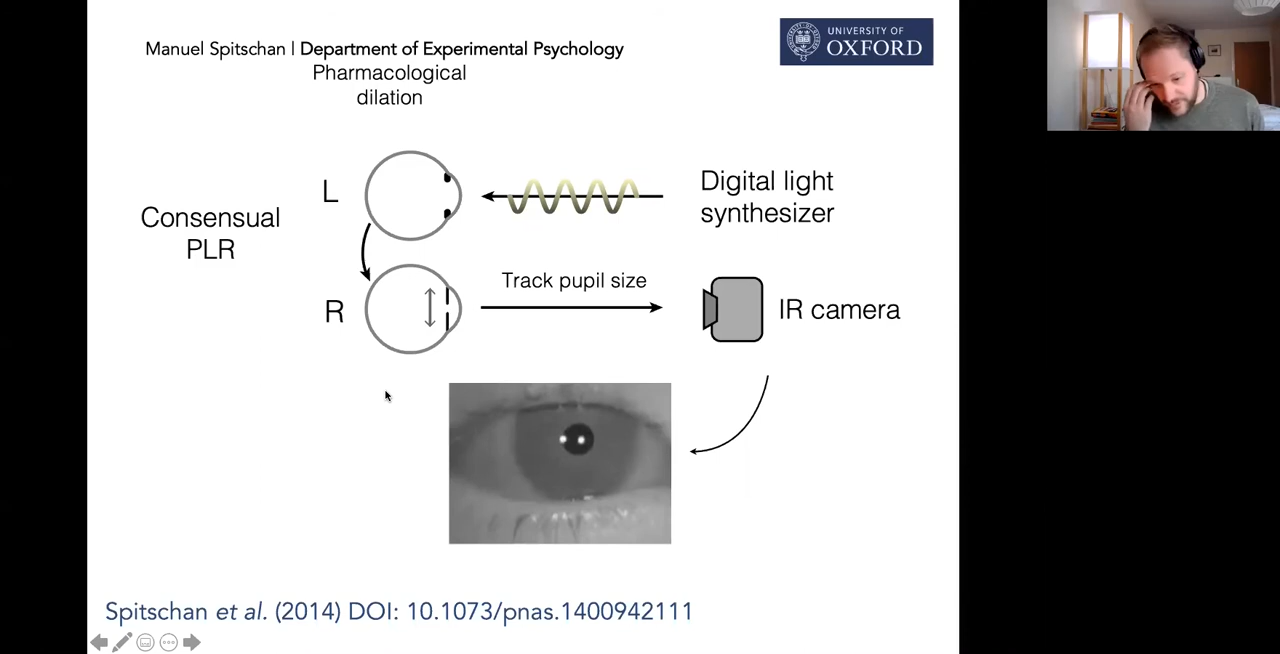 Manuel Spitschan | Department of Experimental Psychology
UNIVERSITY OF
OXFORD
Pharmacological
dilation
L
Digital light
synthesizer
Consensual
PLR
R
Track pupil size
IR camera
Spitschan et al. (2014) DOI: 10.1073/pnas.1400942111